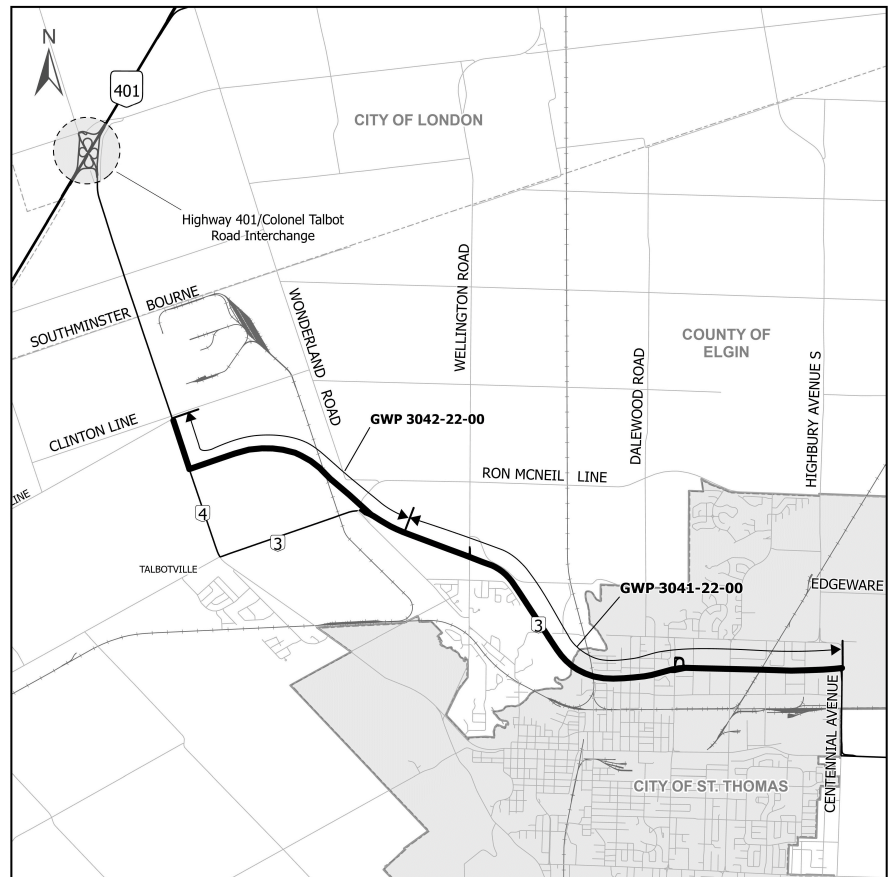 N
401
CITY OF LONDON
Highway 401/Colonel Talbot
Road Interchange
SOUTHMINSTER BOURNE
WONDERLAND ROAD
WELLINGTON ROAD
COUNTY OF
ELGIN
DALEWOOD ROAD
HIGHBURY AVENUE S
CLINTON LINE
GWP 3042-22-00
RON MCNEIL LINE
INE
4
3
TALBOTVILLE
GWP 3041-22-00
EDGEWARE
3
CENTENNIAL AVENUE
CITY OF ST. THOMAS